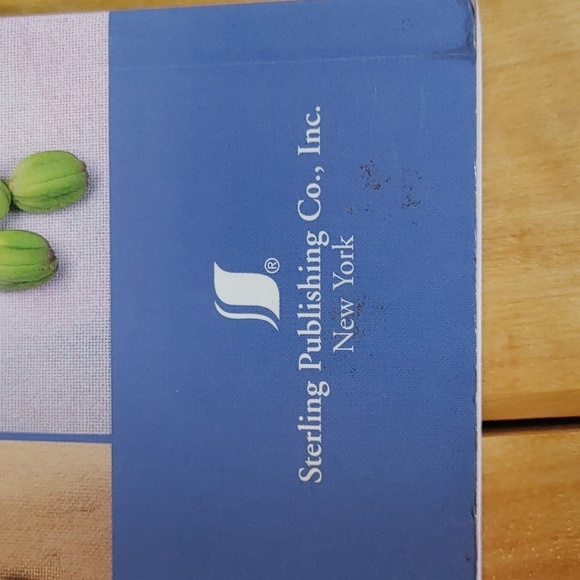 ®
Sterling Publishing Co., Inc.
New York